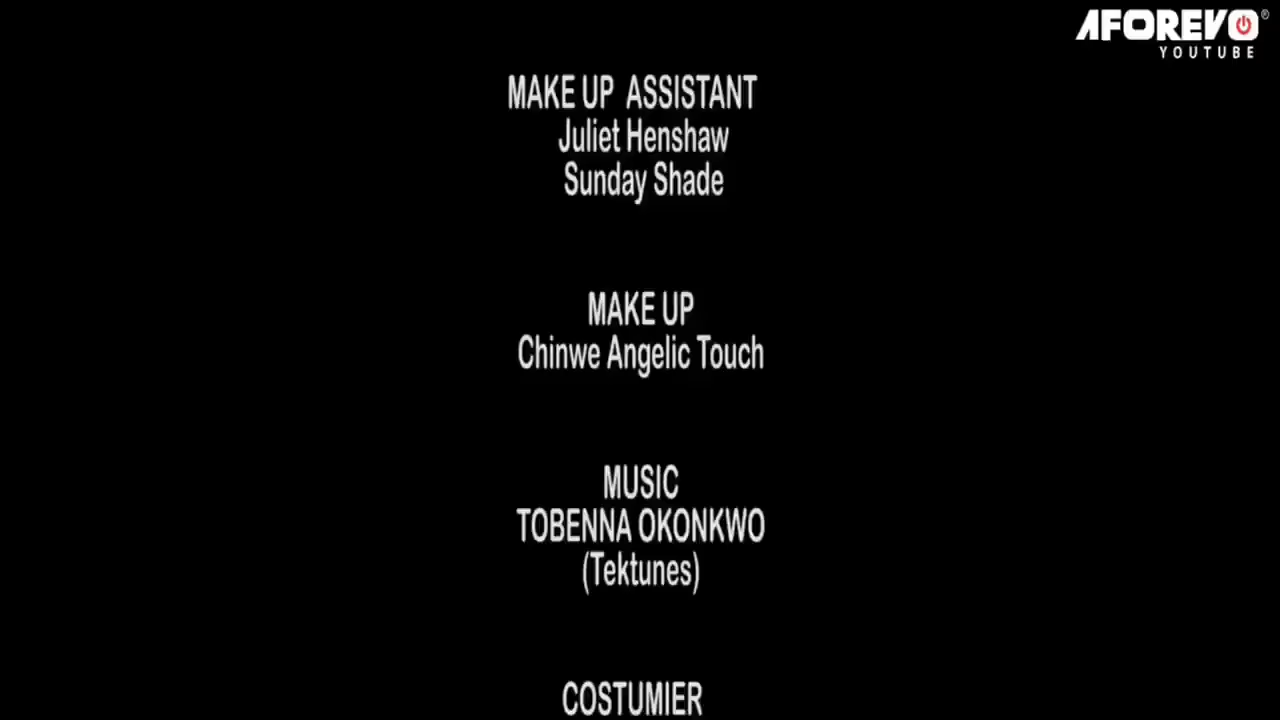 AFOREVO®
YOUTUBE
MAKE UP ASSISTANT
Juliet Henshaw
Sunday Shade
MAKE UP
Chinwe Angelic Touch
MUSIC
TOBENNA OKONKWO
(Tektunes)
COSTUMIER